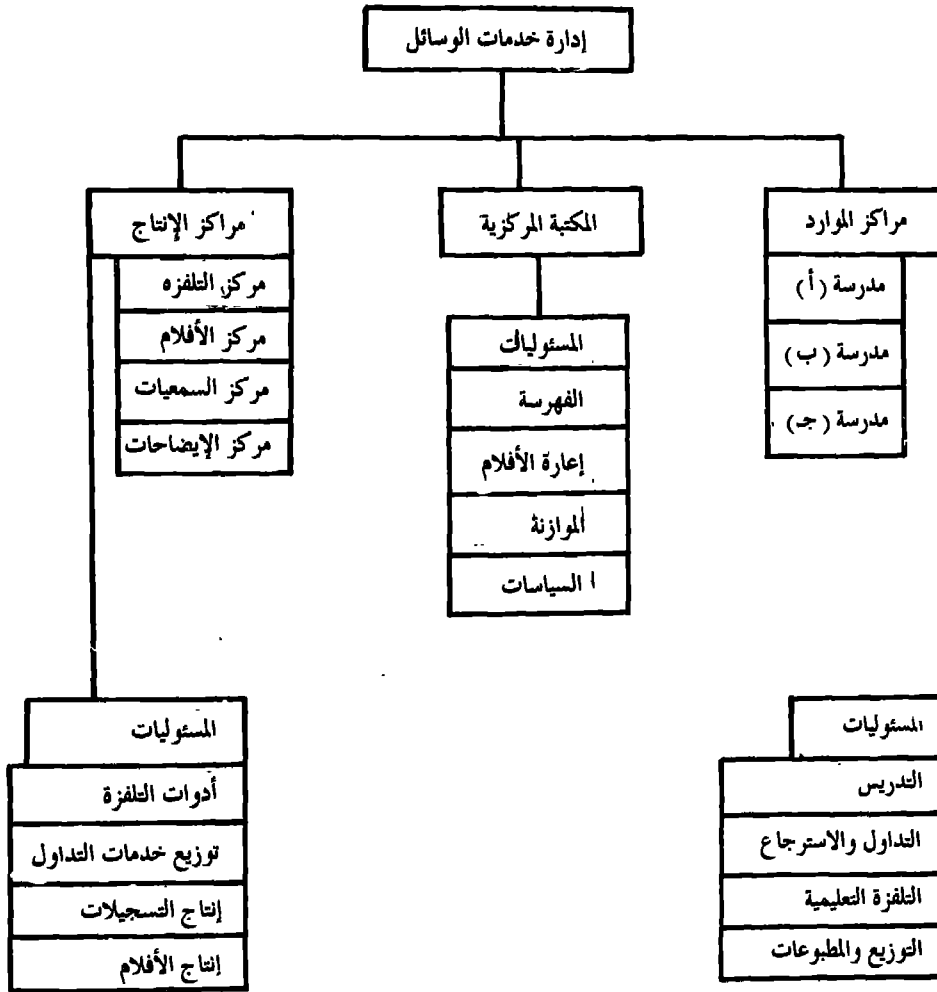 إدارة خدمات الوسائل
مراكز الموارد
مدرسة (أ)
مدرسة (ب)
مدرسة (جـ)
المكتبة المركزية
المسئوليات
الفهرسة
إعارة الأفلام
الموازنة
السياسات
مراكز الإنتاج
مركز التلفزه
مركز الأفلام
مركز السمعيات
مركز الإيضاحات
المسئوليات
التدريس
التداول والاسترجاع
التلفزة التعليمية
التوزيع والمطبوعات
المسئوليات
أدوات التلفزة
توزيع خدمات التداول
إنتاج التسجيلات
إنتاج الأفلام